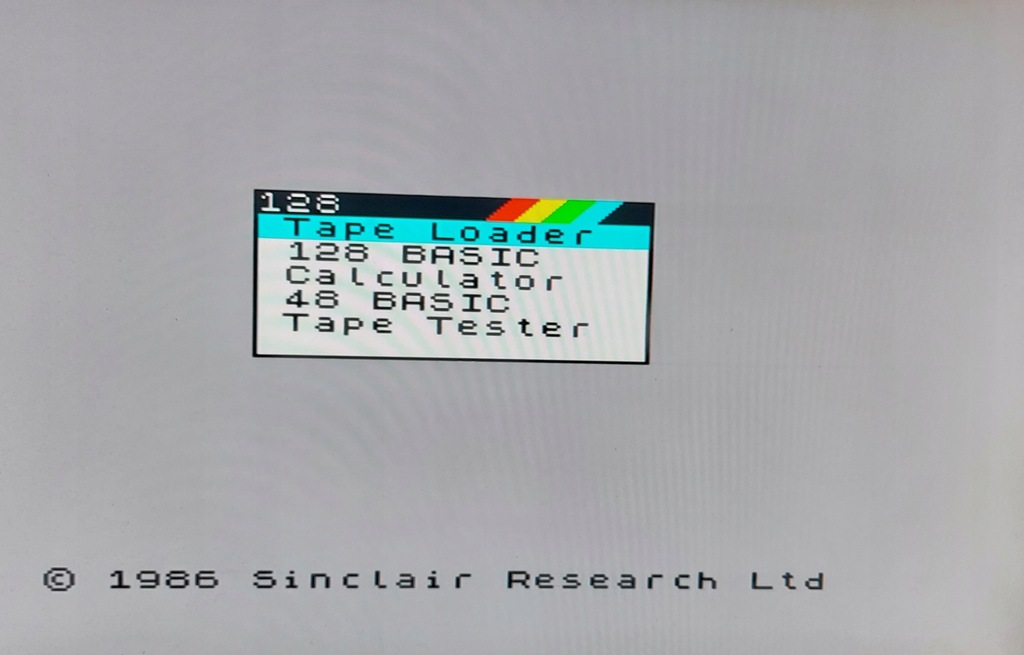 128
Tape Loader
128 BASIC
Calculator
48 BASIC
Tape Tester
© 1986 Sinclair Research Ltd